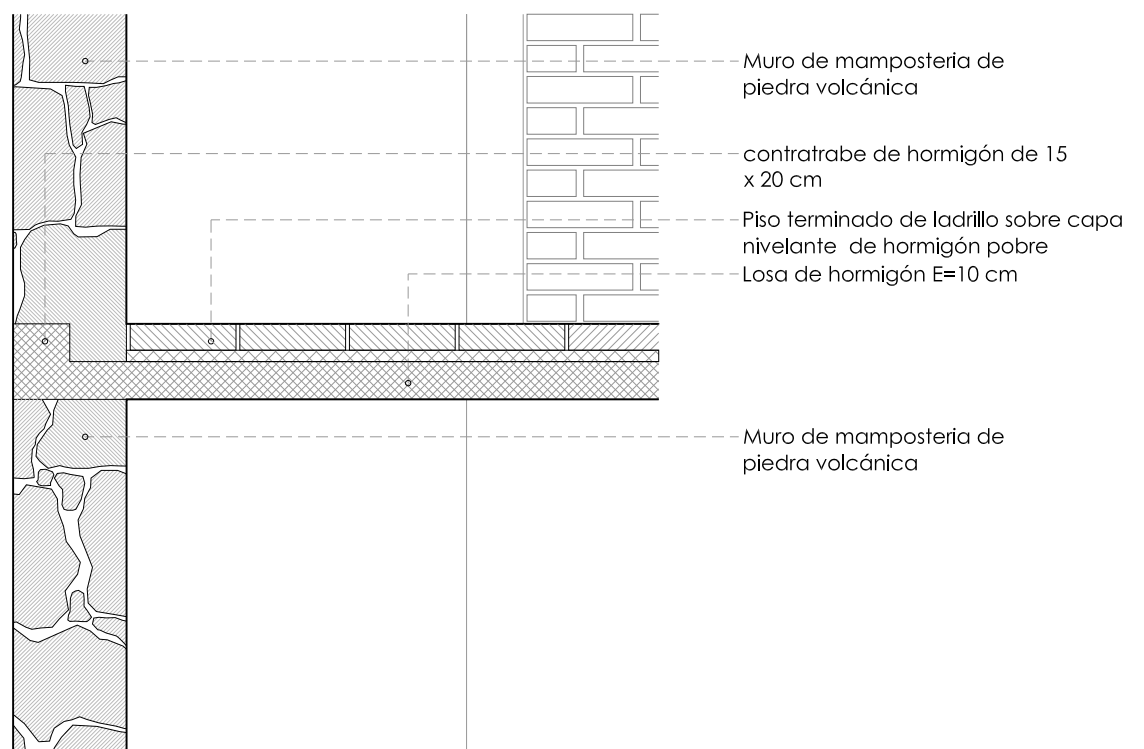 Muro de mamposteria de
piedra volcánica
contratrabe de hormigón de 15
x 20 cm
Piso terminado de ladrillo sobre capa
nivelante de hormigón pobre
Losa de hormigón E=10 cm
Muro de mamposteria de
piedra volcánica